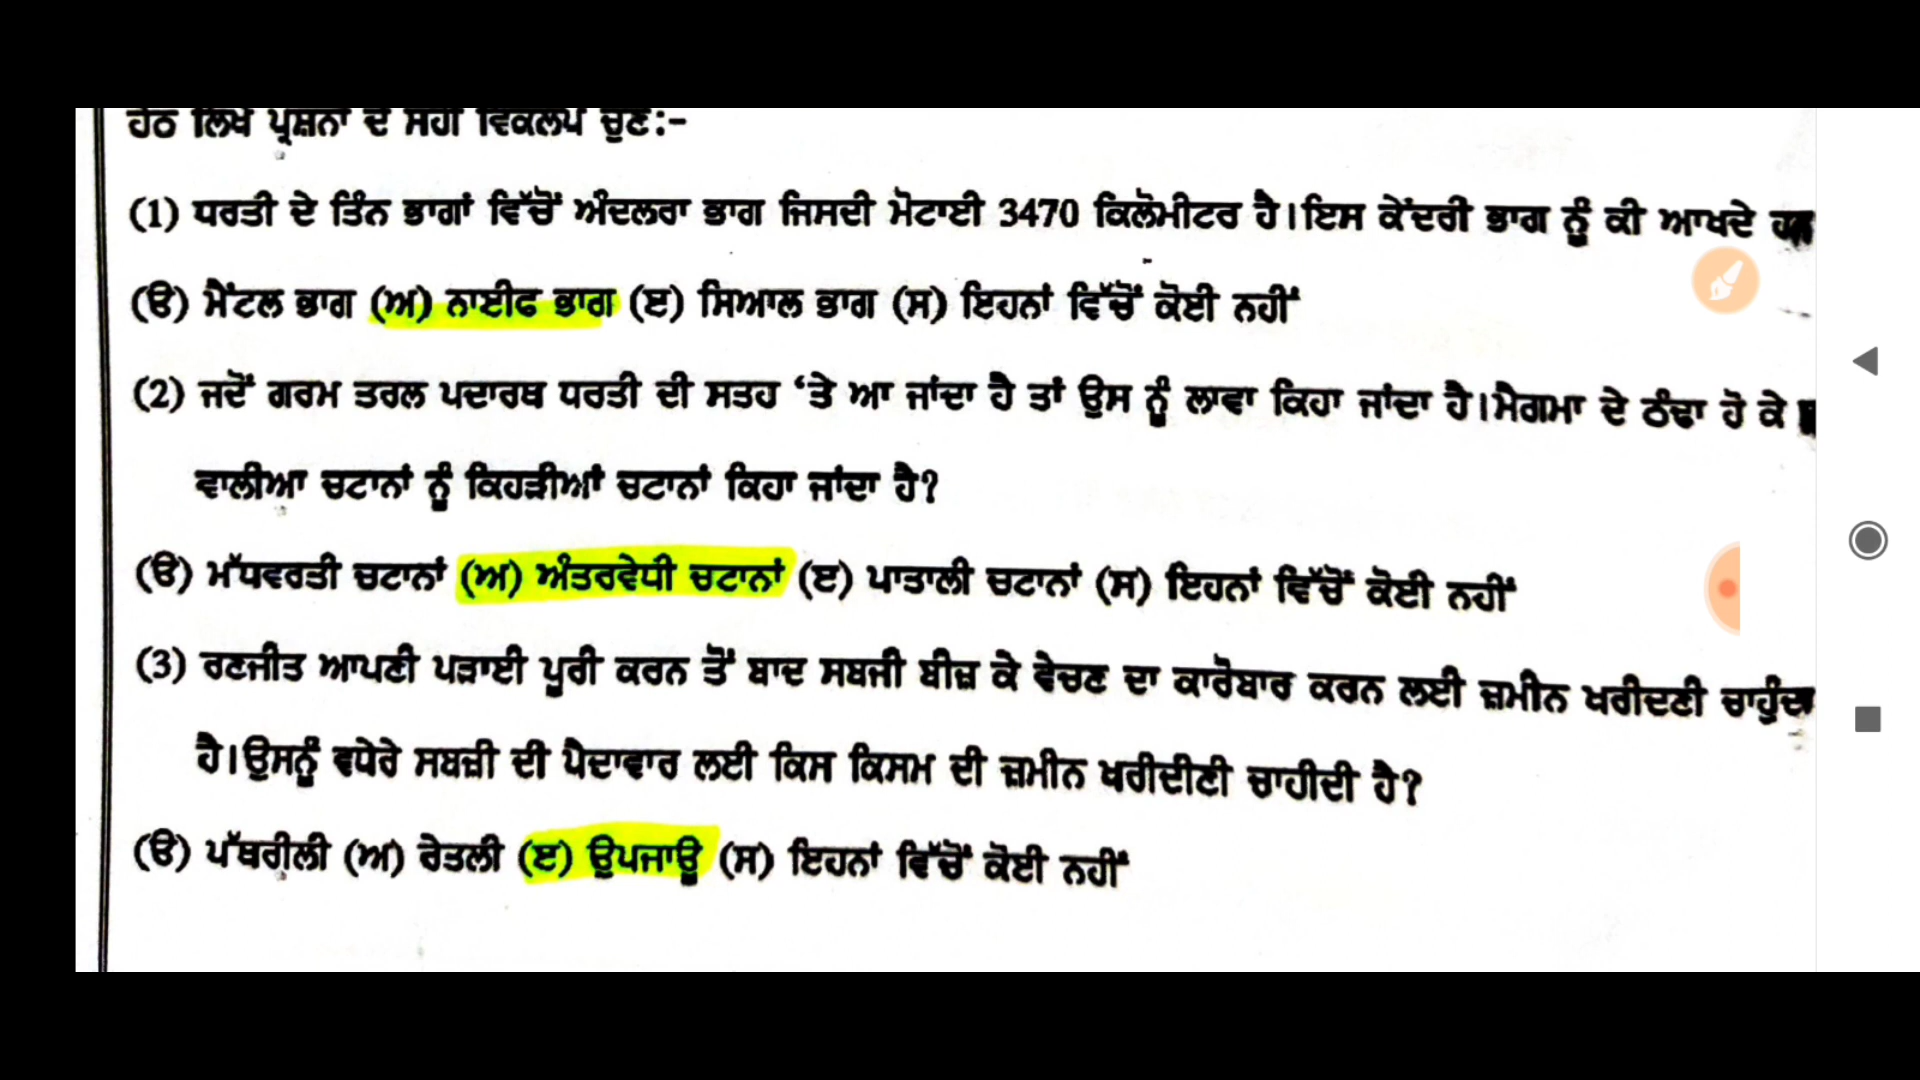 ਹੇਠ ਲਿਖੇ ਪ੍ਰਸ਼ਨਾਂ ਦੇ ਸਹੀ ਵਿਕਲਪ ਚੁਣੋ:-
(1) ਧਰਤੀ ਦੇ ਤਿੰਨ ਭਾਗਾਂ ਵਿੱਚੋਂ ਅੰਦਲਰਾ ਭਾਗ ਜਿਸਦੀ ਮੋਟਾਈ 3470 ਕਿਲੋਮੀਟਰ ਹੈ।ਇਸ ਕੇਂਦਰੀ ਭਾਗ ਨੂੰ ਕੀ ਆਖਦੇ ਹਨ
(ੳ) ਮੈਂਟਲ ਭਾਗ (ਅ) ਨਾਈਫ ਭਾਗ (ੲ) ਸਿਆਲ ਭਾਗ (ਸ) ਇਹਨਾਂ ਵਿੱਚੋਂ ਕੋਈ ਨਹੀਂ
(2) ਜਦੋਂ ਗਰਮ ਤਰਲ ਪਦਾਰਥ ਧਰਤੀ ਦੀ ਸਤਹ ‘ਤੇ ਆ ਜਾਂਦਾ ਹੈ ਤਾਂ ਉਸ ਨੂੰ ਲਾਵਾ ਕਿਹਾ ਜਾਂਦਾ ਹੈ।ਮੈਗਮਾ ਦੇ ਠੰਢਾ ਹੋ ਕੇ
ਵਾਲੀਆ ਚਟਾਨਾਂ ਨੂੰ ਕਿਹੜੀਆਂ ਚਟਾਨਾਂ ਕਿਹਾ ਜਾਂਦਾ ਹੈ?
(ੳ) ਮੱਧਵਰਤੀ ਚਟਾਨਾਂ (ਅ) ਅੰਤਰਵੇਧੀ ਚਟਾਨਾਂ (ੲ) ਪਾਤਾਲੀ ਚਟਾਨਾਂ (ਸ) ਇਹਨਾਂ ਵਿੱਚੋਂ ਕੋਈ ਨਹੀਂ
(3) ਰਣਜੀਤ ਆਪਣੀ ਪੜਾਈ ਪੂਰੀ ਕਰਨ ਤੋਂ ਬਾਦ ਸਬਜੀ ਬੀਜ਼ ਕੇ ਵੇਚਣ ਦਾ ਕਾਰੋਬਾਰ ਕਰਨ ਲਈ ਜ਼ਮੀਨ ਖਰੀਦਣੀ ਚਾਹੁੰਦਾ
ਹੈ।ਉਸਨੂੰ ਵਧੇਰੇ ਸਬਜ਼ੀ ਦੀ ਪੈਦਾਵਾਰ ਲਈ ਕਿਸ ਕਿਸਮ ਦੀ ਜ਼ਮੀਨ ਖਰੀਦੀਣੀ ਚਾਹੀਦੀ ਹੈ?
(ੳ) ਪੱਥਰੀਲੀ (ਅ) ਰੇਤਲੀ (ੲ) ਉਪਜਾਊ (ਸ) ਇਹਨਾਂ ਵਿੱਚੋਂ ਕੋਈ ਨਹੀਂ